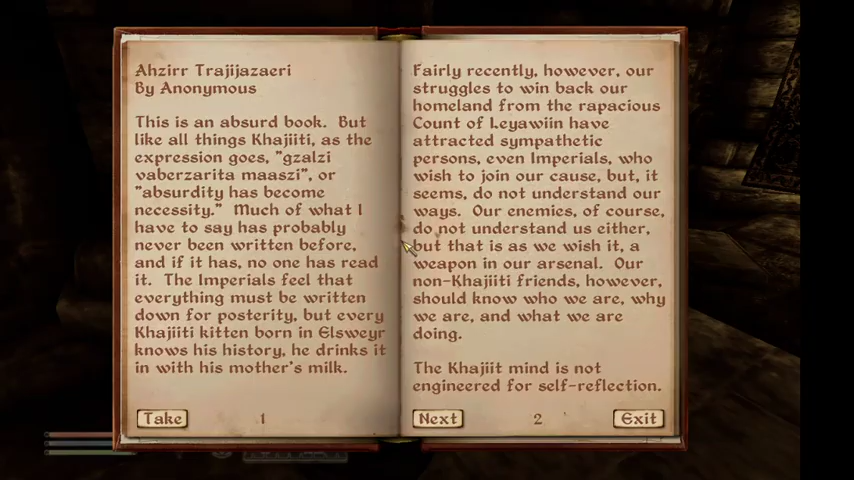 Ahzirr Trajijazaeri
By Anonymous
This is an absurd book. But
like all things Khajiiti, as the
expression goes, "gzalzi
vaberzarita maaszi", or
"absurdity has become
necessity." Much of what I
have to say has probably
never been written before,
and if it has, no one has read
it. The Imperials feel that
everything must be written
down for posterity, but every
Khajiiti kitten born in Elsweyr
knows his history, he drinks it
in with his mother's milk.
Take
1
Fairly recently, however, our
struggles to win back our
homeland from the rapacious
Count of Leyawiin have
attracted sympathetic
persons, even Imperials, who
wish to join our cause, but, it
seems, do not understand our
ways. Our enemies, of course,
do not understand us either,
but that is as we wish it, a
weapon in our arsenal. Our
non-Khajiiti friends, however,
should know who we are, why
we are, and what we are
doing.
The Khajiit mind is not
engineered for self-reflection.
Next
2
Exit